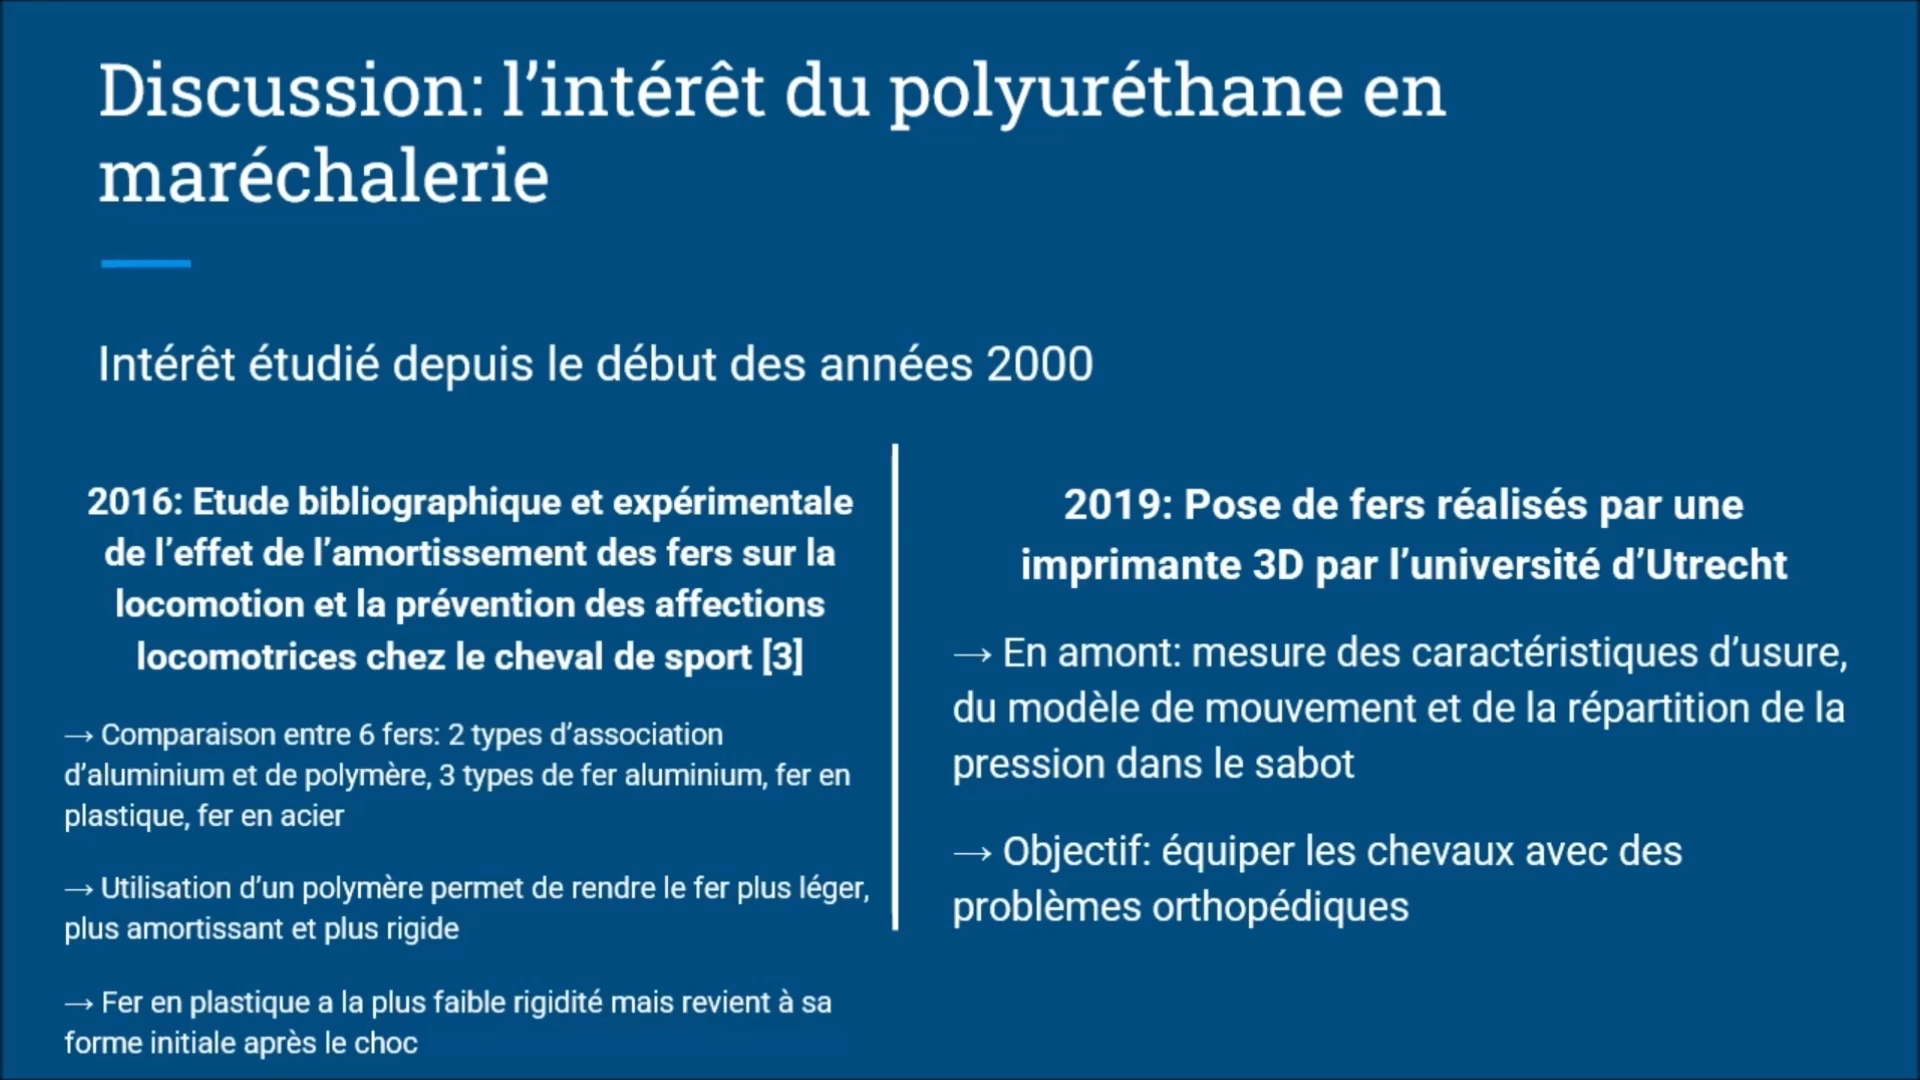 Discussion: l’intérêt du polyuréthane en
maréchalerie
Intérêt étudié depuis le début des années 2000
2016: Etude bibliographique et expérimentale
de l’effet de l’amortissement des fers sur la
locomotion et la prévention des affections
locomotrices chez le cheval de sport [3]
→ Comparaison entre 6 fers: 2 types d’association
d’aluminium et de polymère, 3 types de fer aluminium, fer en
plastique, fer en acier
→ Utilisation d’un polymère permet de rendre le fer plus léger,
plus amortissant et plus rigide
→ Fer en plastique a la plus faible rigidité mais revient à sa
forme initiale après le choc
2019: Pose de fers réalisés par une
imprimante 3D par l’université d’Utrecht
→ En amont: mesure des caractéristiques d’usure,
du modèle de mouvement et de la répartition de la
pression dans le sabot
→ Objectif: équiper les chevaux avec des
problèmes orthopédiques